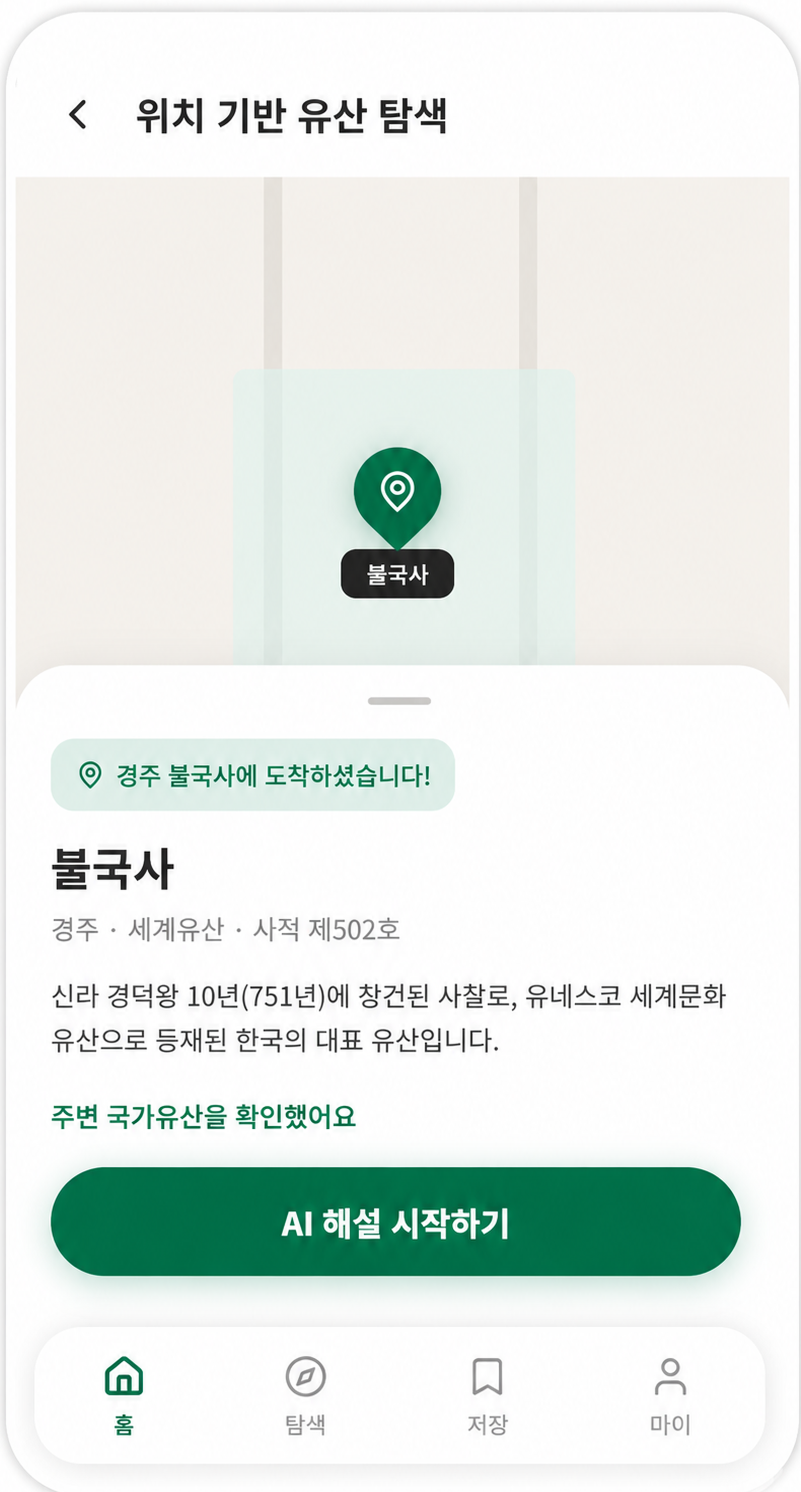 위치 기반 유산 탐색
불국사
경주 불국사에 도착하셨습니다!
불국사
경주 · 세계유산 · 사적 제502호
신라 경덕왕 10년(751년)에 창건된 사찰로, 유네스코 세계문화
유산으로 등재된 한국의 대표 유산입니다.
주변 국가유산을 확인했어요
AI 해설 시작하기
홈
탐색
저장
마이